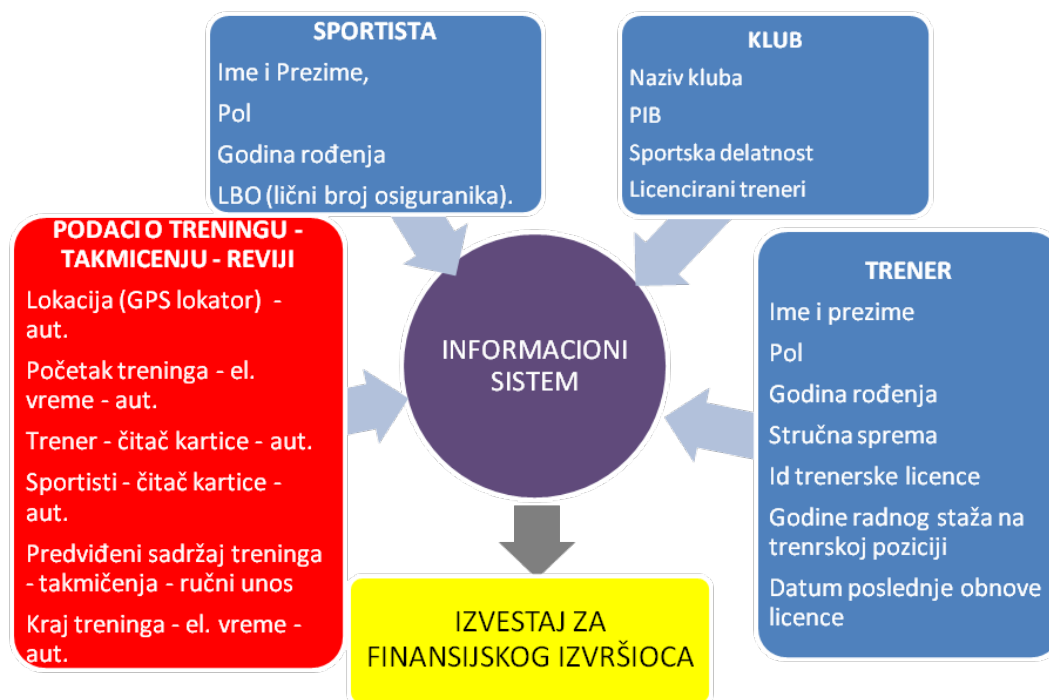 SPORTISTA
Ime i Prezime,
Pol
Godina rođenja
LBO (lični broj osiguranika).
KLUB
Naziv kluba
PIB
Sportska delatnost
Licencirani treneri
PODACI O TRENINGU -
TAKMICENJU - REVIJI
Lokacija (GPS lokator) -
aut.
Početak treninga - el.
vreme - aut.
Trener - čitač kartice - aut.
Sportisti - čitač kartice -
aut.
Predviđeni sadržaj treninga
- takmičenja - ručni unos
Kraj treninga - el. vreme -
aut.
INFORMACIONI
SISTEM
TRENER
Ime i prezime
Pol
Godina rođenja
Stručna sprema
Id trenerske licence
Godine radnog staža na
trenrskoj poziciji
Datum poslednje obnove
licence
IZVESTAJ ZA
FINANSIJSKOG IZVRŠIOCA